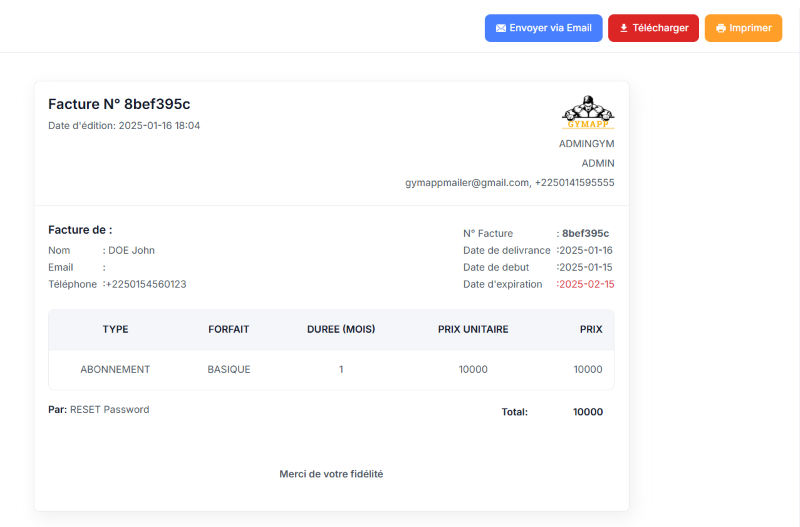 Envoyer via Email Télécharger Imprimer
Facture N° 8bef395c
Date d'édition: 2025-01-16 18:04
GYMAPP
ADMINGYM
ADMIN
gymappmailer@gmail.com, +2250141595555
Facture de :
Nom : DOE John
Email :
Téléphone :+2250154560123
N° Facture : 8bef395c
Date de delivrance :2025-01-16
Date de debut :2025-01-15
Date d'expiration :2025-02-15
TYPE FORFAIT DUREE (MOIS) PRIX UNITAIRE PRIX
ABONNEMENT BASIQUE 1 10000 10000
Par: RESET Password
Total: 10000
Merci de votre fidélité